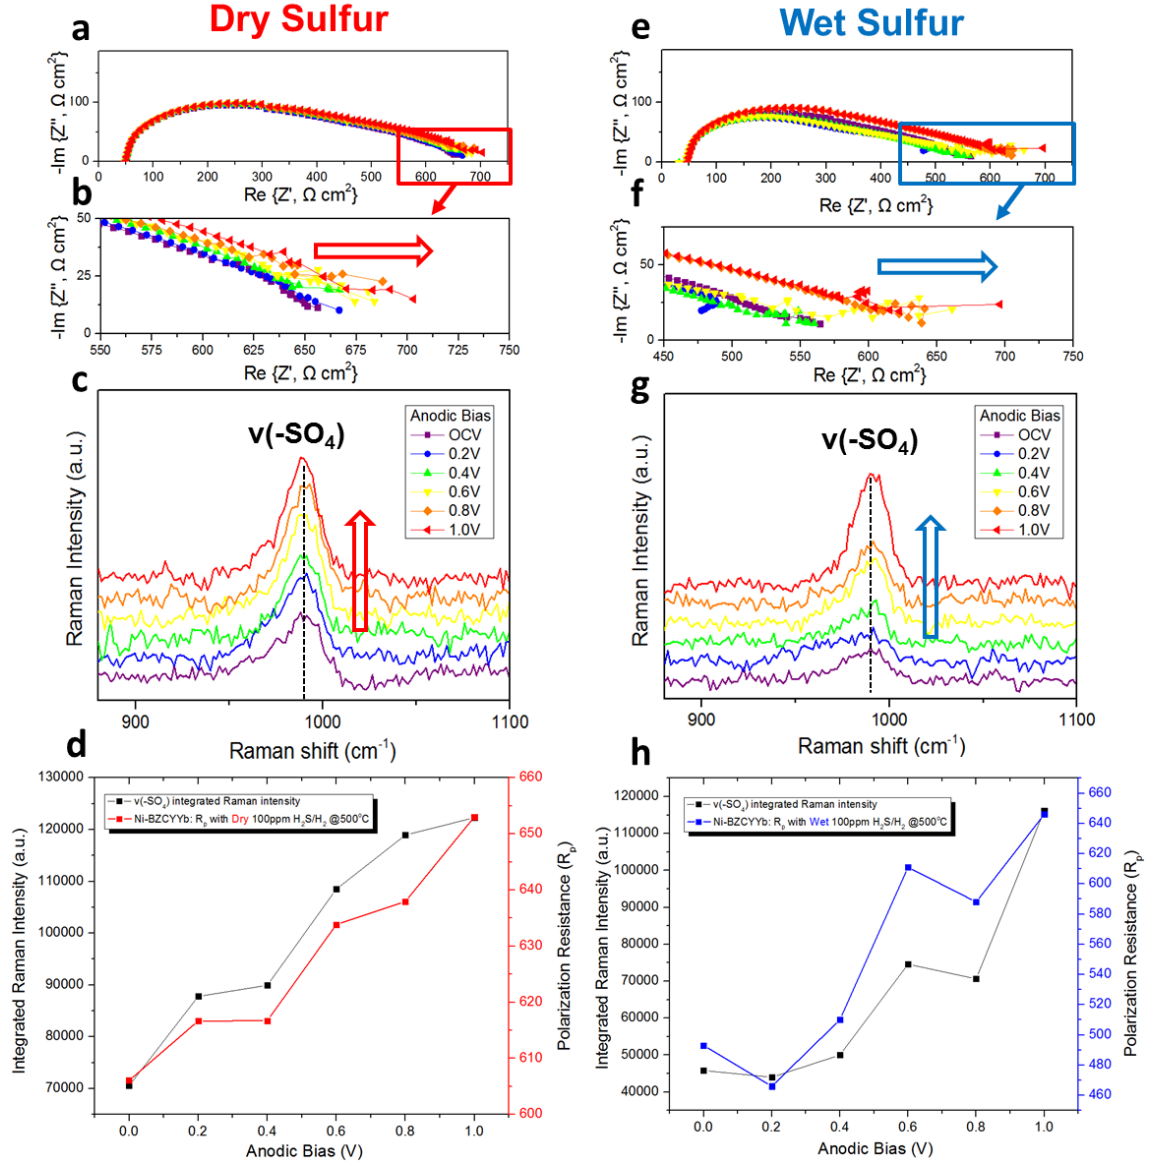 Dry Sulfur
Wet Sulfur
a
-Im {Z'', Ω cm²}
100
0
0 100 200 300 400 500 600 700
Re {Z', Ω cm²}
b
-Im {Z'', Ω cm²}
50
25
0
550 575 600 625 650 675 700 725 750
Re {Z', Ω cm²}
c
Raman Intensity (a.u.)
v(-SO₄)
Anodic Bias
OCV
0.2V
0.4V
0.6V
0.8V
1.0V
900 1000 1100
Raman shift (cm⁻¹)
d
Integrated Raman Intensity (a.u.)
130000
120000
110000
100000
90000
80000
70000
v(-SO₄) integrated Raman intensity
Ni-BZCYYb: Rₚ with Dry 100ppm H₂S/H₂ @500°C
660
650
640
630
620
610
600
Polarization Resistance (Rₚ)
0.0 0.2 0.4 0.6 0.8 1.0
Anodic Bias (V)
e
-Im {Z'', Ω cm²}
100
0
0 100 200 300 400 500 600 700
Re {Z', Ω cm²}
f
-Im {Z'', Ω cm²}
50
0
450 500 550 600 650 700 750
Re {Z', Ω cm²}
g
Raman Intensity (a.u.)
v(-SO₄)
Anodic Bias
OCV
0.2V
0.4V
0.6V
0.8V
1.0V
900 1000 1100
Raman shift (cm⁻¹)
h
Integrated Raman Intensity (a.u.)
120000
110000
100000
90000
80000
70000
60000
50000
40000
v(-SO₄) integrated Raman intensity
Ni-BZCYYb: Rₚ with Wet 100ppm H₂S/H₂ @500°C
660
640
620
600
580
560
540
520
500
480
460
Polarization Resistance (Rₚ)
0.0 0.2 0.4 0.6 0.8 1.0
Anodic Bias (V)